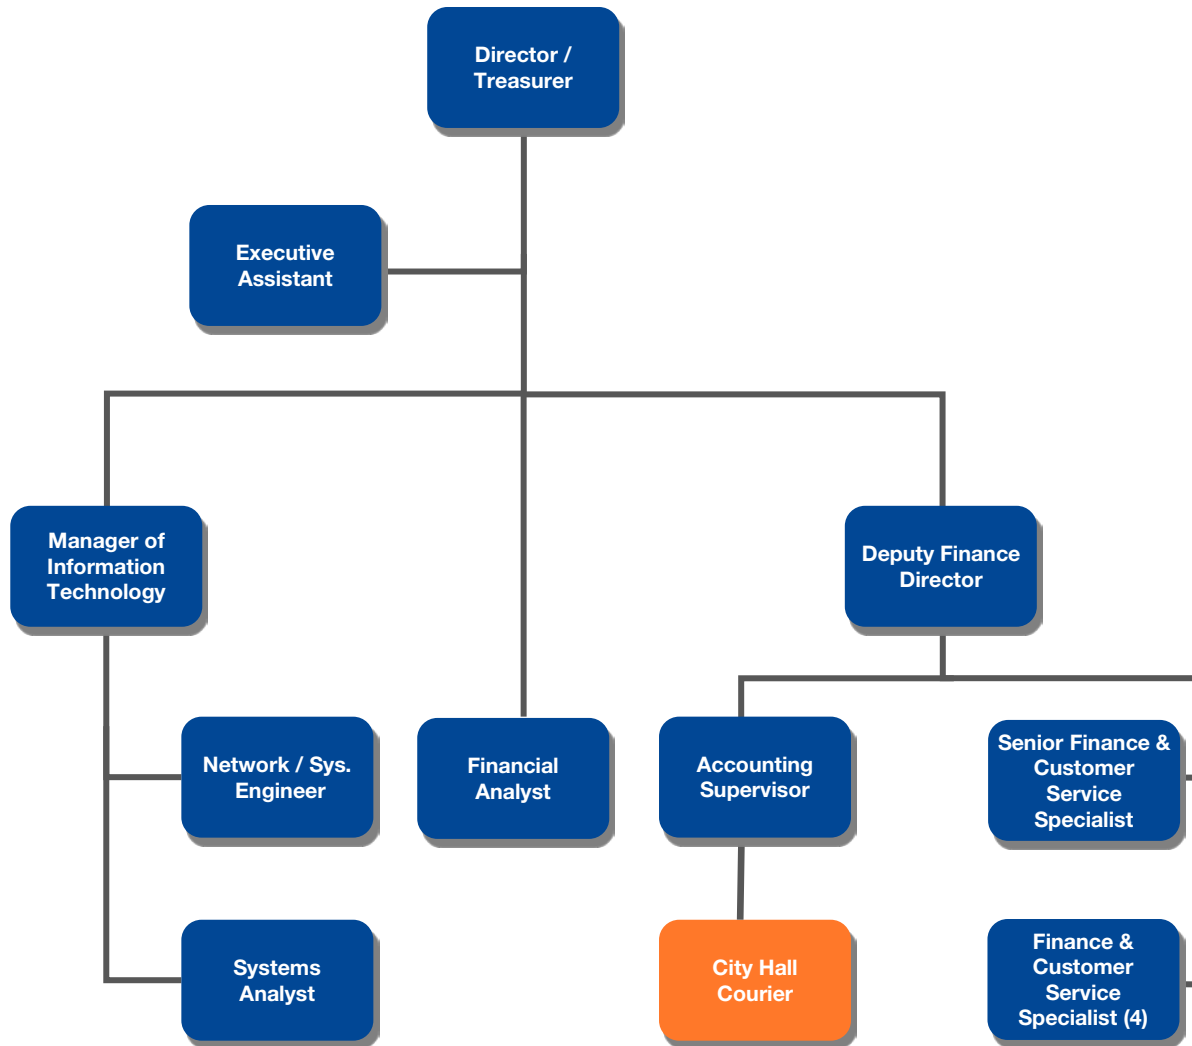 Director /
Treasurer
Executive
Assistant
Manager of
Information
Technology
Deputy Finance
Director
Network / Sys.
Engineer
Financial
Analyst
Accounting
Supervisor
Senior Finance &
Customer
Service
Specialist
Systems
Analyst
City Hall
Courier
Finance &
Customer
Service
Specialist (4)